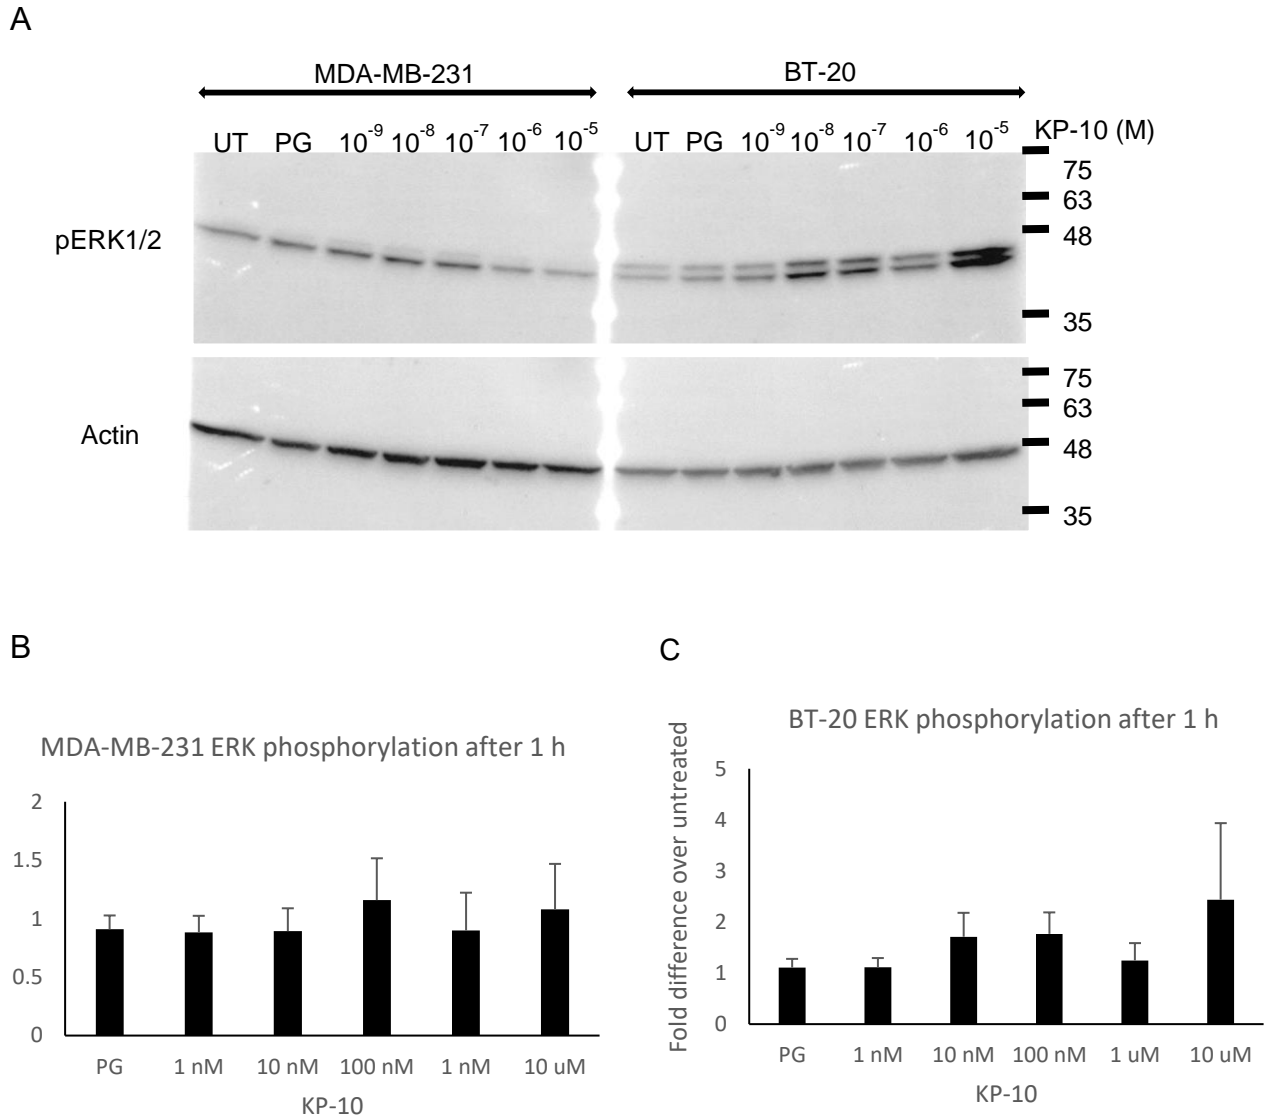 A
MDA-MB-231
BT-20
UT PG 10⁻⁹ 10⁻⁸ 10⁻⁷ 10⁻⁶ 10⁻⁵ UT PG 10⁻⁹ 10⁻⁸ 10⁻⁷ 10⁻⁶ 10⁻⁵ KP-10 (M)
75
63
pERK1/2
48
35
75
63
Actin
48
35
B
MDA-MB-231 ERK phosphorylation after 1 h
2
1.5
1
0.5
0
PG 1 nM 10 nM 100 nM 1 nM 10 uM
KP-10
C
BT-20 ERK phosphorylation after 1 h
Fold difference over untreated
5
4
3
2
1
0
PG 1 nM 10 nM 100 nM 1 uM 10 uM
KP-10